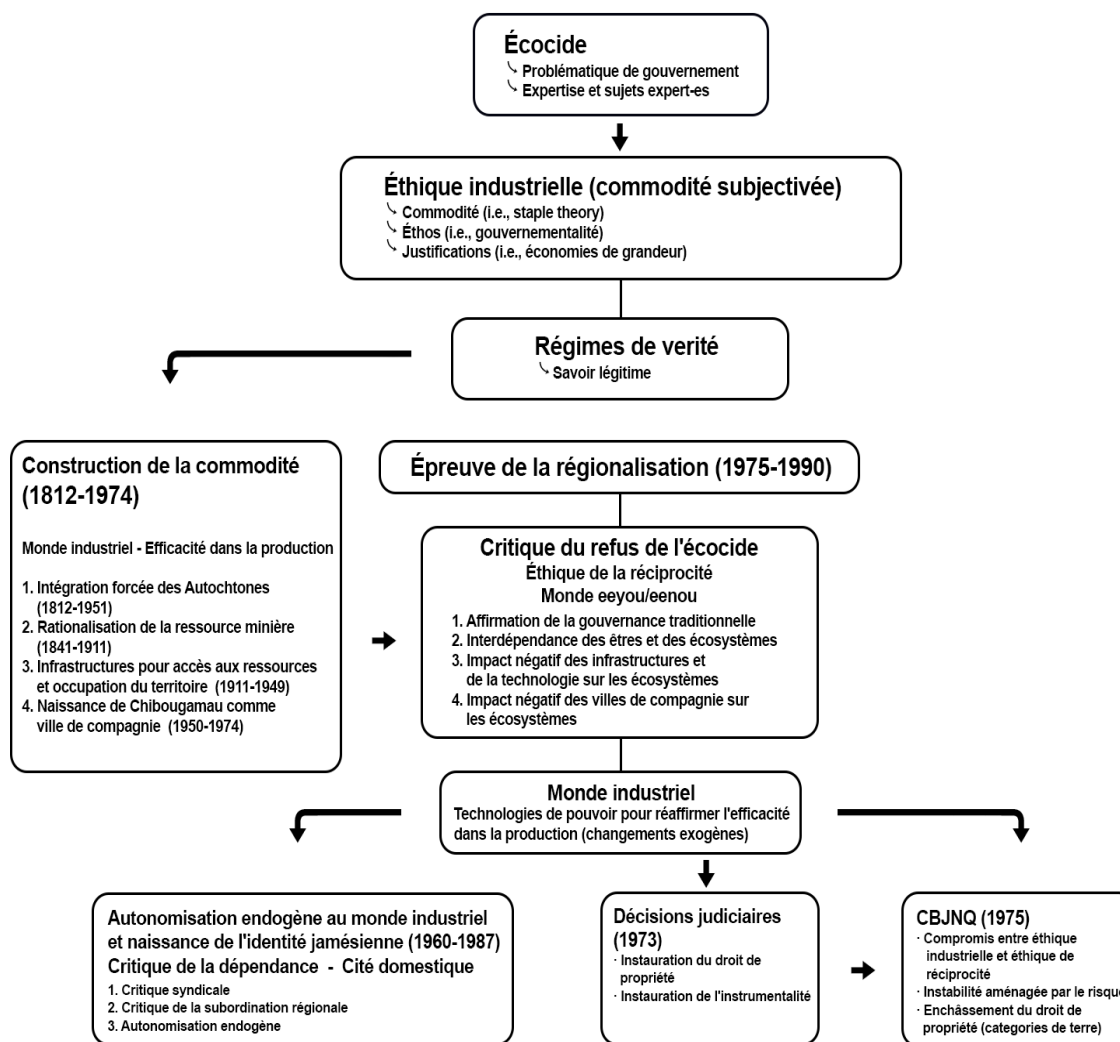 Écocide
Problématique de gouvernement
Expertise et sujets expert-es
Éthique industrielle (commodité subjectivée)
Commodité (i.e., staple theory)
Éthos (i.e., gouvernementalité)
Justifications (i.e., économies de grandeur)
Régimes de verité
Savoir légitime
Construction de la commodité
(1812-1974)
Monde industriel - Efficacité dans la production
1. Intégration forcée des Autochtones
(1812-1951)
2. Rationalisation de la ressource minière
(1841-1911)
3. Infrastructures pour accès aux ressources
et occupation du territoire (1911-1949)
4. Naissance de Chibougamau comme
ville de compagnie (1950-1974)
Épreuve de la régionalisation (1975-1990)
Critique du refus de l'écocide
Éthique de la réciprocité
Monde eeyou/eenou
1. Affirmation de la gouvernance traditionnelle
2. Interdépendance des êtres et des écosystèmes
3. Impact négatif des infrastructures et
de la technologie sur les écosystèmes
4. Impact négatif des villes de compagnie sur
les écosystèmes
Monde industriel
Technologies de pouvoir pour réaffirmer l'efficacité
dans la production (changements exogènes)
Autonomisation endogène au monde industriel
et naissance de l'identité jamésienne (1960-1987)
Critique de la dépendance - Cité domestique
1. Critique syndicale
2. Critique de la subordination régionale
3. Autonomisation endogène
Décisions judiciaires
(1973)
· Instauration du droit de
propriété
· Instauration de l'instrumentalité
CBJNQ (1975)
· Compromis entre éthique
industrielle et éthique de
réciprocité
· Instabilité aménagée par le risque
· Enchâssement du droit de
propriété (categories de terre)